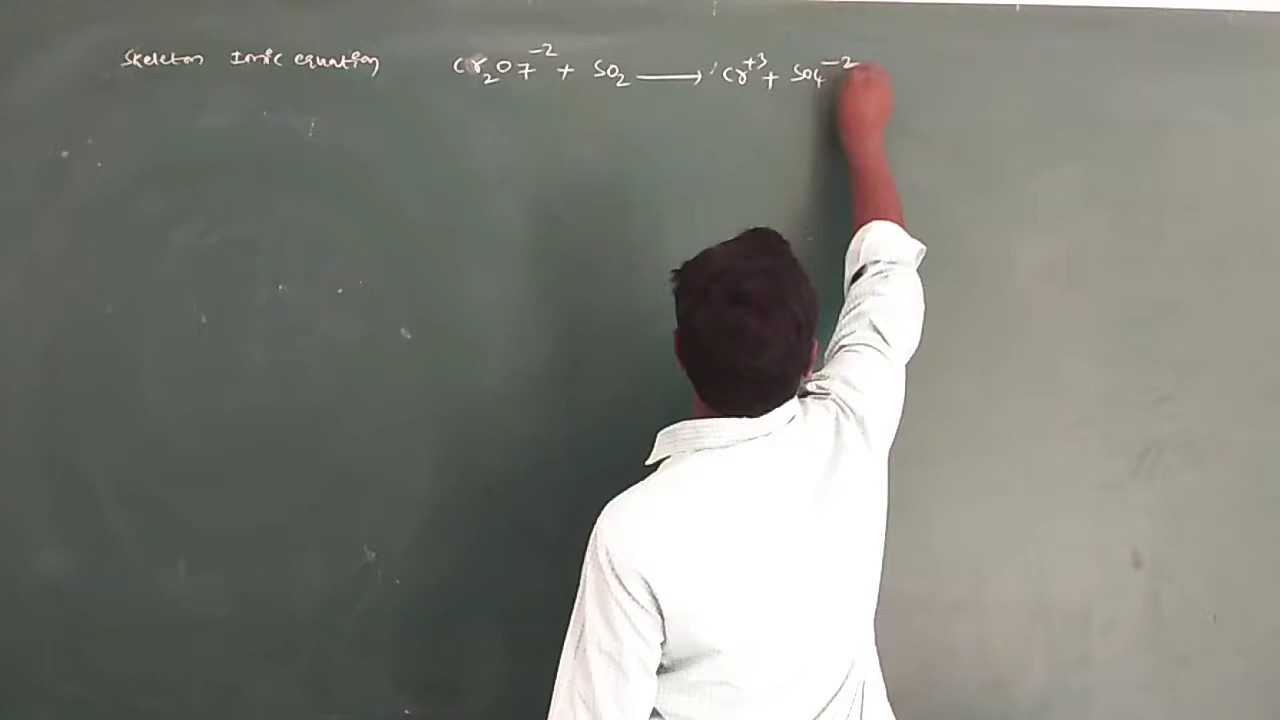 Skeleton Ionic equation Cr₂O7⁻² + SO₂ ⟶ Cr⁺³ + SO₄⁻²